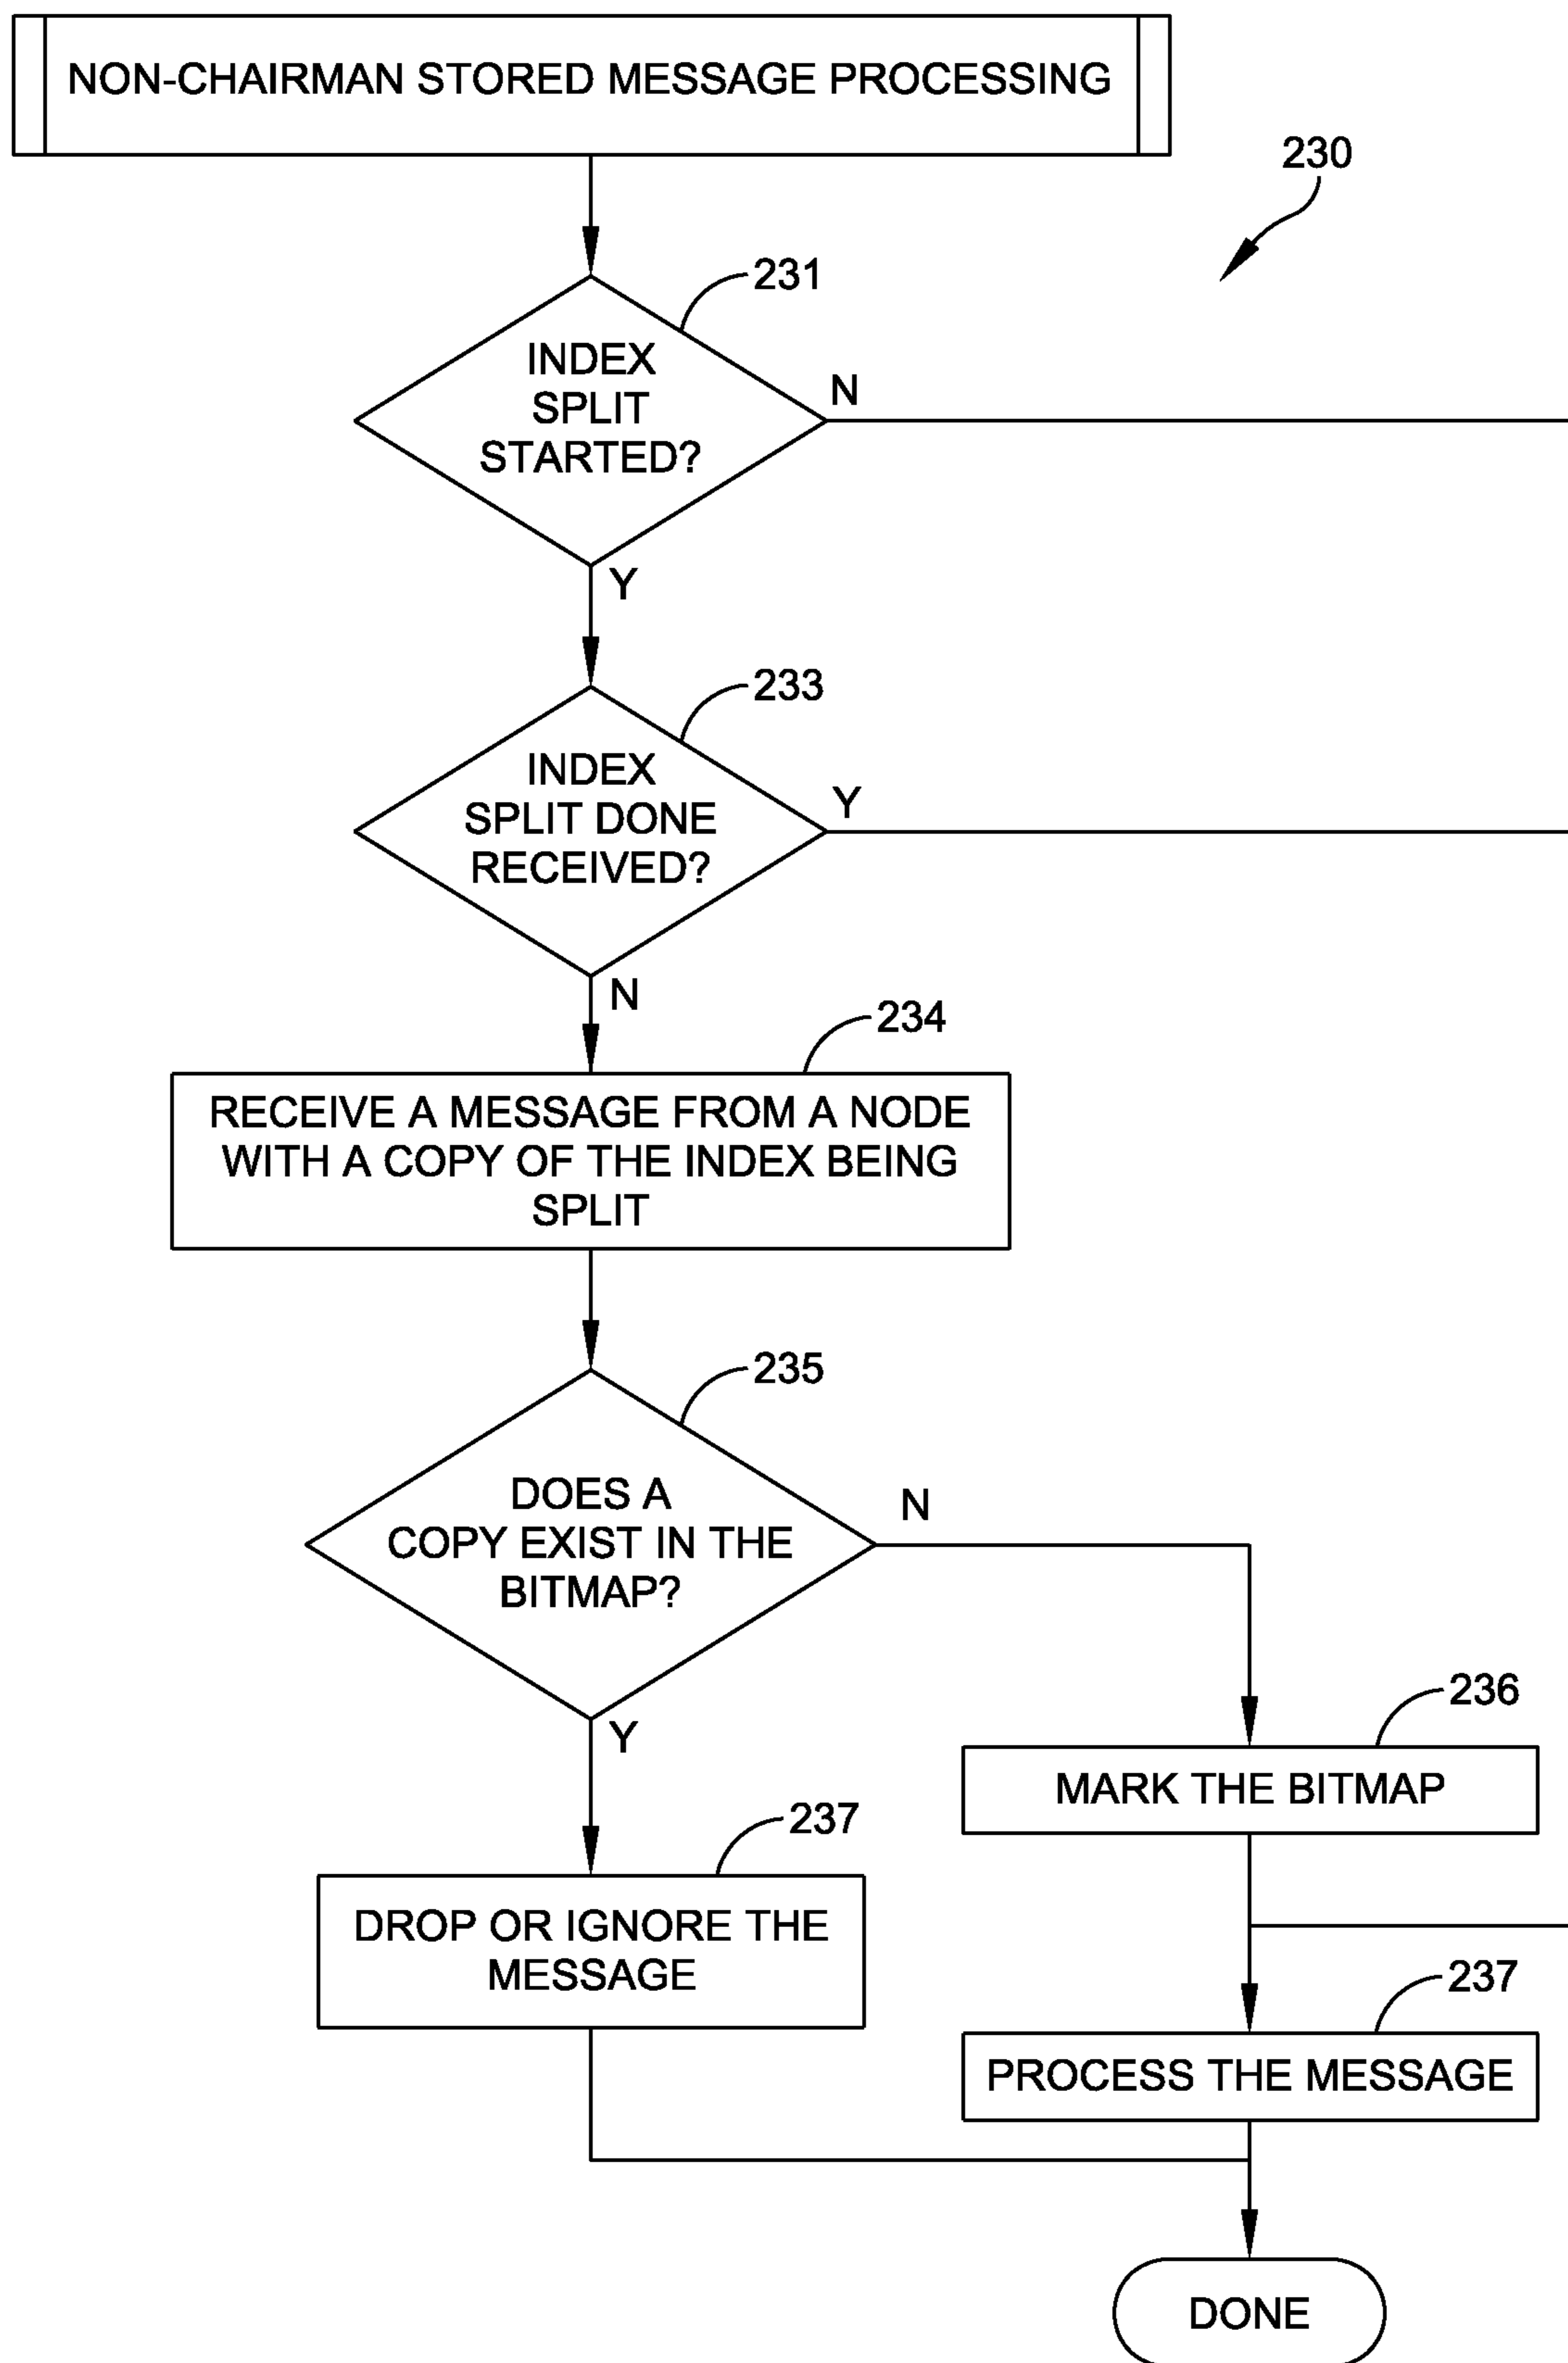 NON-CHAIRMAN STORED MESSAGE PROCESSING
230
231
INDEX
SPLIT
STARTED?
N
Y
233
INDEX
SPLIT DONE
RECEIVED?
Y
N
234
RECEIVE A MESSAGE FROM A NODE
WITH A COPY OF THE INDEX BEING
SPLIT
235
DOES A
COPY EXIST IN THE
BITMAP?
N
Y
236
MARK THE BITMAP
237
DROP OR IGNORE THE
MESSAGE
237
PROCESS THE MESSAGE
DONE